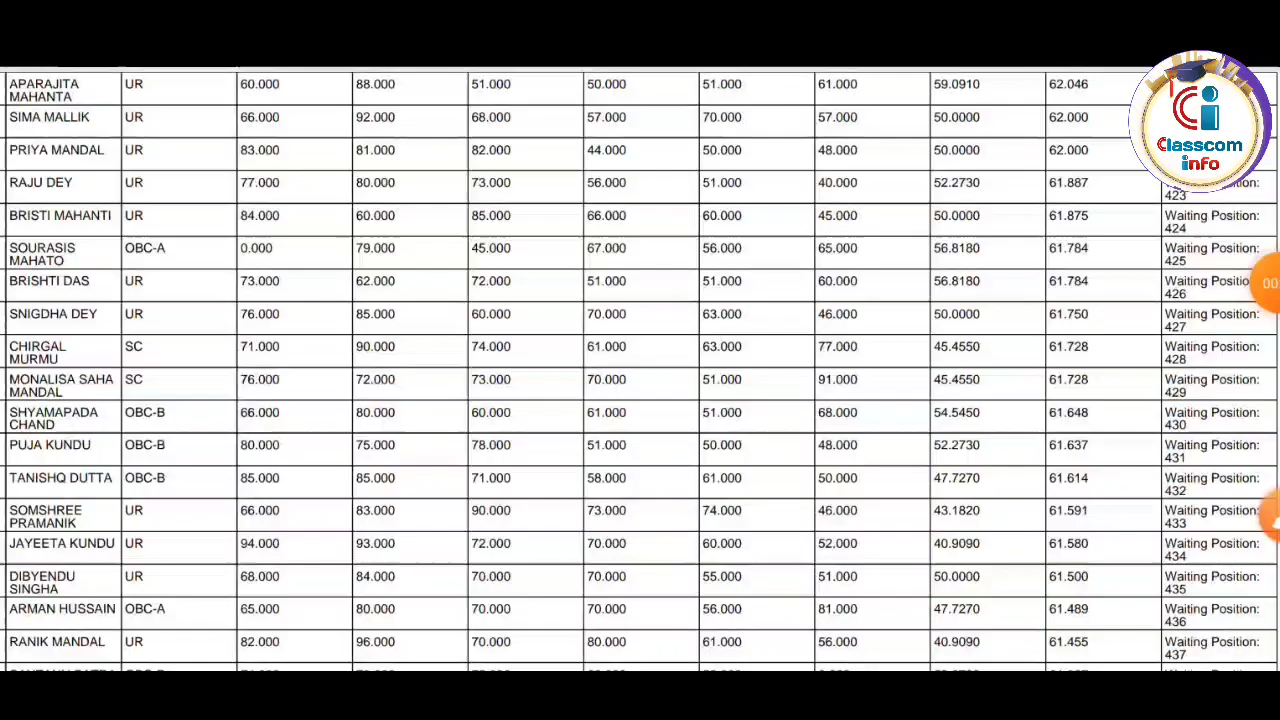 APARAJITA MAHANTA UR 60.000 88.000 51.000 50.000 51.000 61.000 59.0910 62.046
SIMA MALLIK UR 66.000 92.000 68.000 57.000 70.000 57.000 50.0000 62.000
PRIYA MANDAL UR 83.000 81.000 82.000 44.000 50.000 48.000 50.0000 62.000
RAJU DEY UR 77.000 80.000 73.000 56.000 51.000 40.000 52.2730 61.887 423
BRISTI MAHANTI UR 84.000 60.000 85.000 66.000 60.000 45.000 50.0000 61.875 Waiting Position: 424
SOURASIS MAHATO OBC-A 0.000 79.000 45.000 67.000 56.000 65.000 56.8180 61.784 Waiting Position: 425
BRISHTI DAS UR 73.000 62.000 72.000 51.000 51.000 60.000 56.8180 61.784 Waiting 426
SNIGDHA DEY UR 76.000 85.000 60.000 70.000 63.000 46.000 50.0000 61.750 Waiting Position: 427
CHIRGAL MURMU SC 71.000 90.000 74.000 61.000 63.000 77.000 45.4550 61.728 Waiting Position: 428
MONALISA SAHA MANDAL SC 76.000 72.000 73.000 70.000 51.000 91.000 45.4550 61.728 Waiting Position: 429
SHYAMAPADA CHAND OBC-B 66.000 80.000 60.000 61.000 51.000 68.000 54.5450 61.648 Waiting Position: 430
PUJA KUNDU OBC-B 80.000 75.000 78.000 51.000 50.000 48.000 52.2730 61.637 Waiting Position: 431
TANISHQ DUTTA OBC-B 85.000 85.000 71.000 58.000 61.000 50.000 47.7270 61.614 Waiting Position: 432
SOMSHREE PRAMANIK UR 66.000 83.000 90.000 73.000 74.000 46.000 43.1820 61.591 Waiting Position: 433
JAYEETA KUNDU UR 94.000 93.000 72.000 70.000 60.000 52.000 40.9090 61.580 Waiting Position: 434
DIBYENDU SINGHA UR 68.000 84.000 70.000 70.000 55.000 51.000 50.0000 61.500 Waiting Position: 435
ARMAN HUSSAIN OBC-A 65.000 80.000 70.000 70.000 56.000 81.000 47.7270 61.489 Waiting Position: 436
RANIK MANDAL UR 82.000 96.000 70.000 80.000 61.000 56.000 40.9090 61.455 Waiting Position: 437
Classcom
info